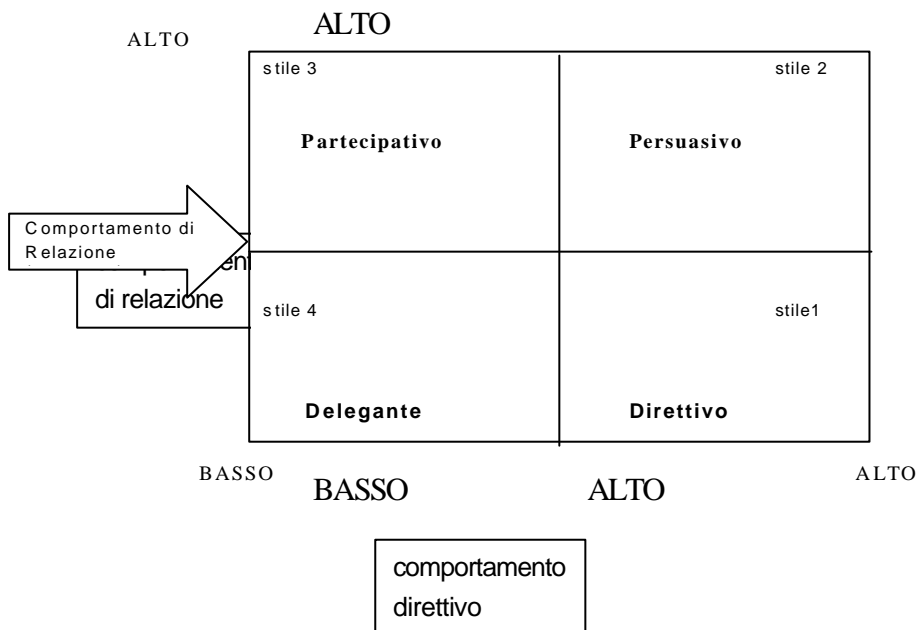 ALTO
ALTO
stile 3
stile 2
Partecipativo
Persuasivo
Comportamento di
Relazione
di relazione
stile 4
stile1
Delegante
Direttivo
BASSO
BASSO
ALTO
ALTO
comportamento
direttivo